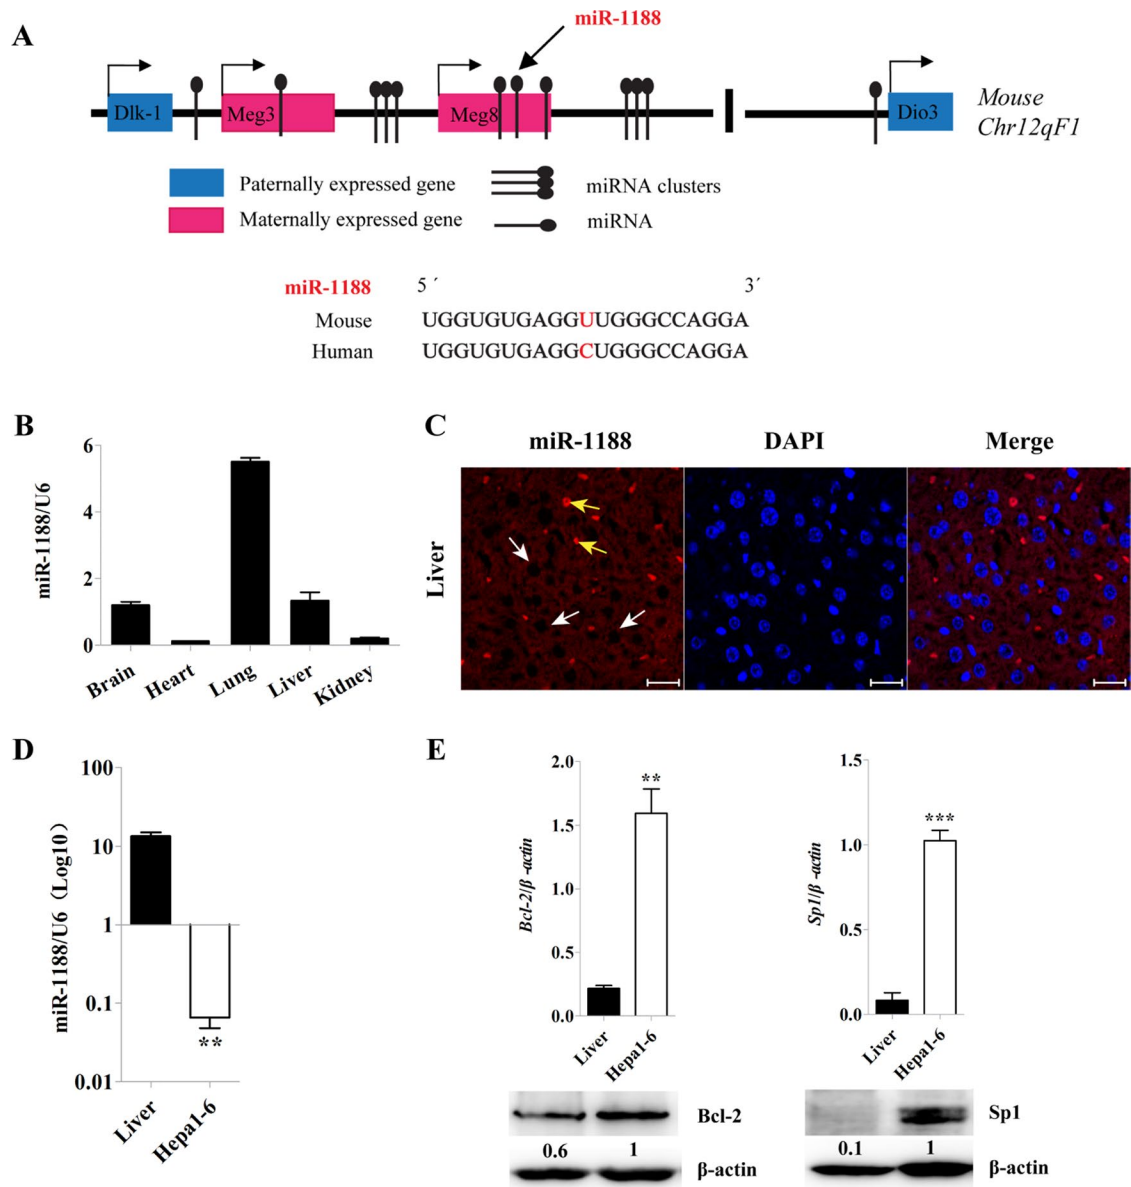 A
miR-1188
Dlk-1
Meg3
Meg8
Dio3
Mouse
Chr12qF1
Paternally expressed gene
miRNA clusters
Maternally expressed gene
miRNA
miR-1188 5 ´ 3´
Mouse UGGUGUGAGGUUGGGCCAGGA
Human UGGUGUGAGGCUGGGCCAGGA
B
miR-1188/U6
6
4
2
0
Brain Heart Lung Liver Kidney
C
miR-1188 DAPI Merge
Liver
D
miR-1188/U6 (Log10)
100
10
1
0.1
0.01
**
Liver Hepa1-6
E
Bcl-2/β -actin
2.0
1.5
1.0
0.5
0.0
**
Liver Hepa1-6
Bcl-2
0.6 1
β-actin
Sp1/β -actin
1.5
1.0
0.5
0.0
***
Liver Hepa1-6
Sp1
0.1 1
β-actin